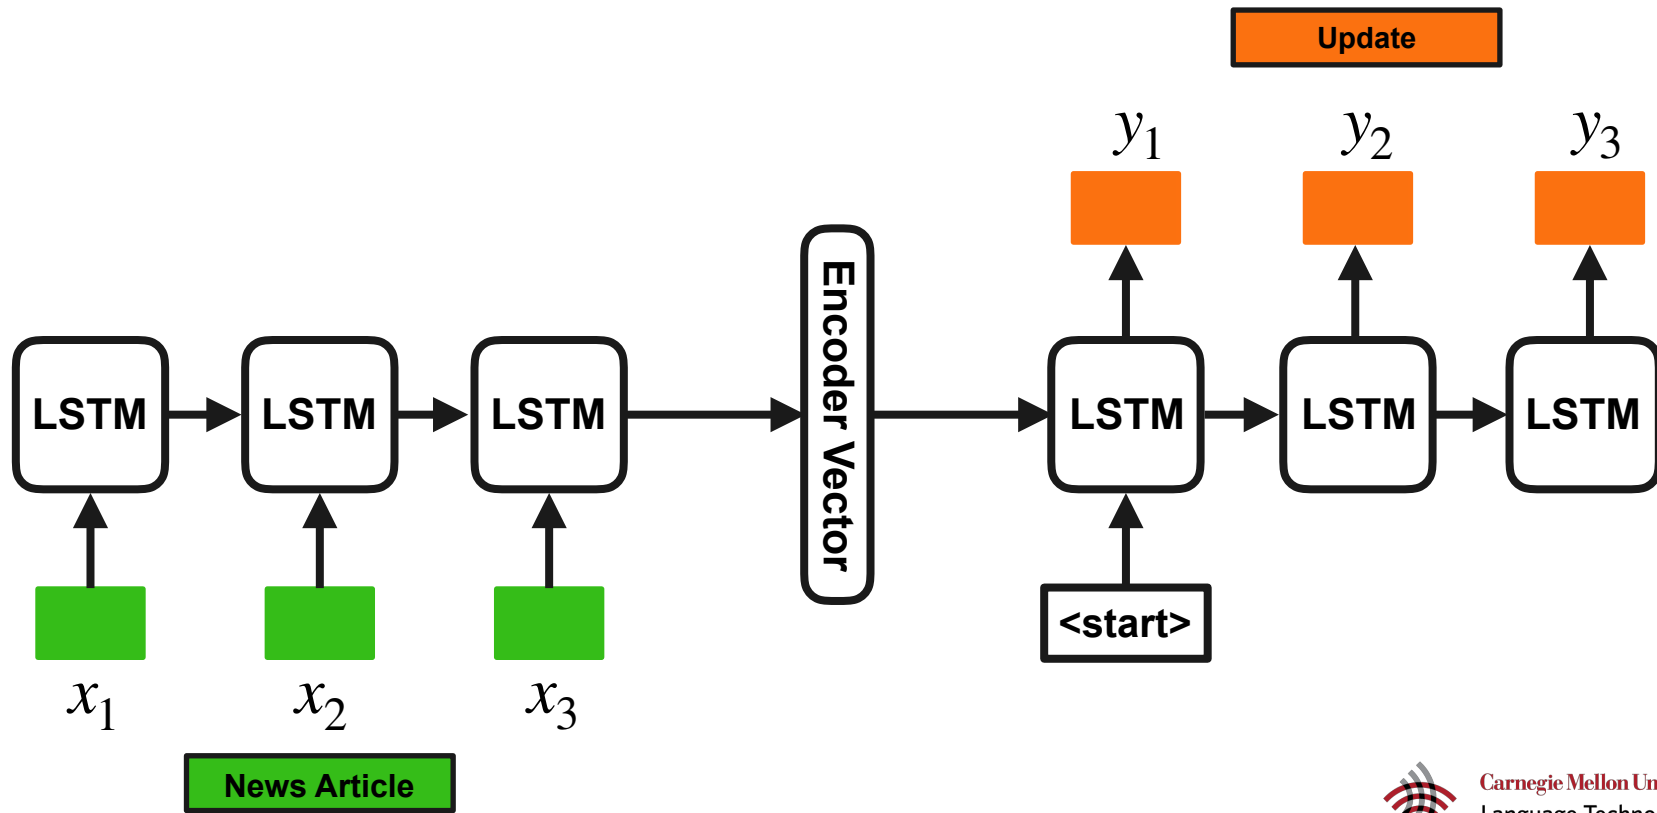 Update
y1 y2 y3
Encoder Vector
LSTM LSTM LSTM LSTM LSTM LSTM
<start>
x1 x2 x3
News Article
Carnegie Mellon
Language